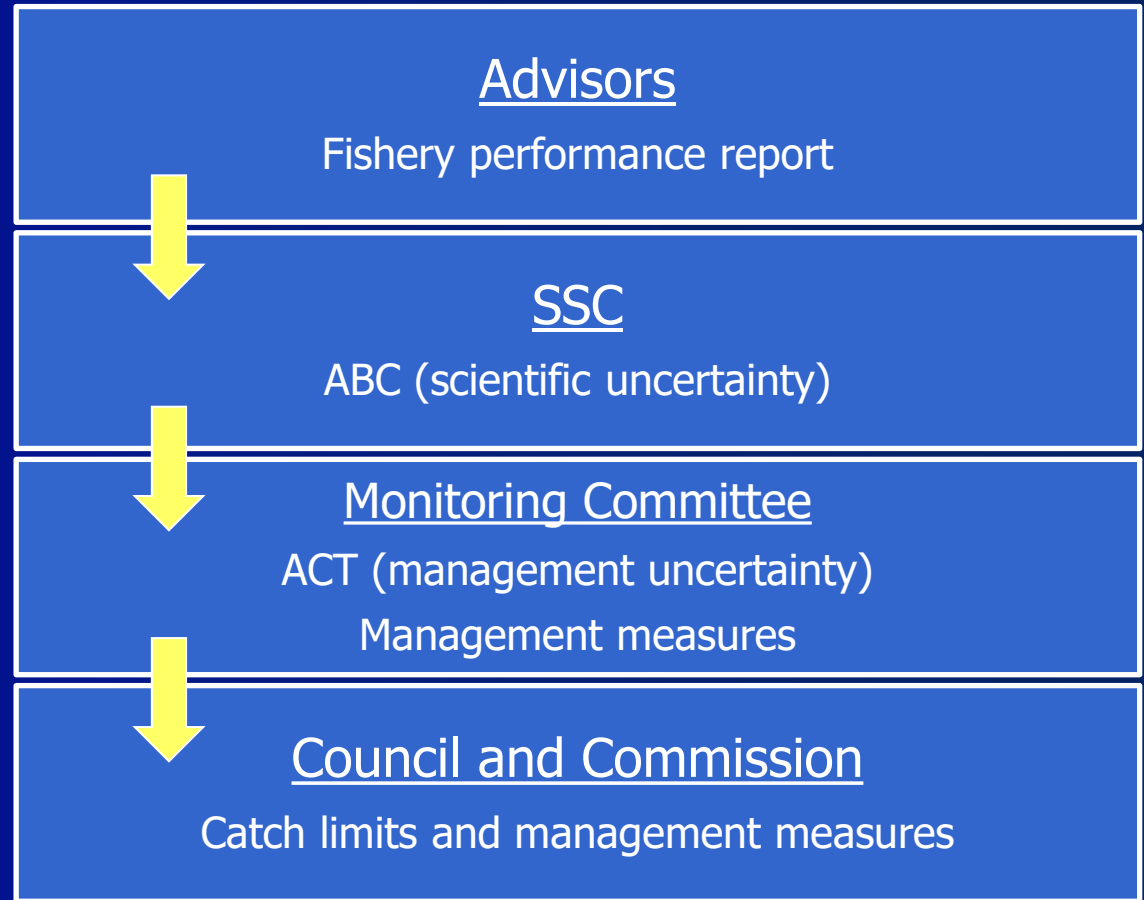 Advisors
Fishery performance report
SSC
ABC (scientific uncertainty)
Monitoring Committee
ACT (management uncertainty)
Management measures
Council and Commission
Catch limits and management measures